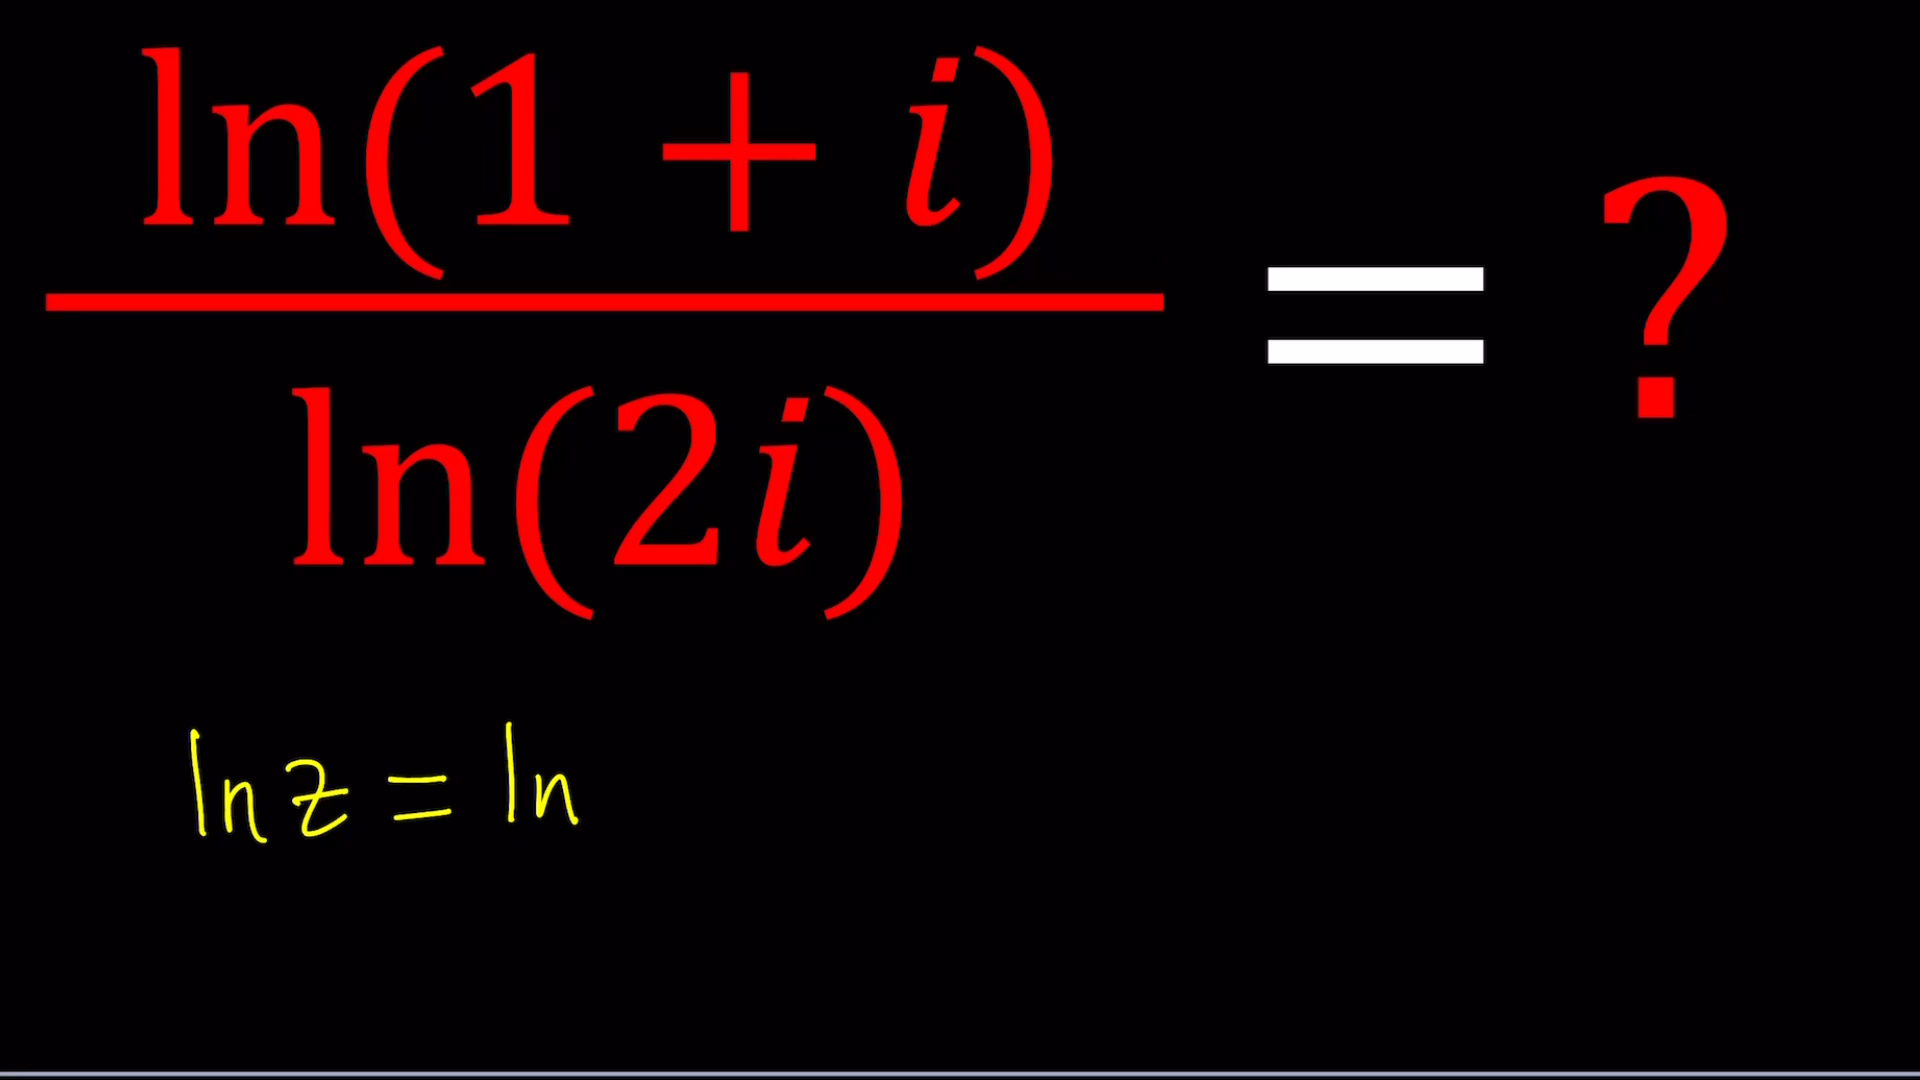 ln(1 + i)
= ?
ln(2i)
ln z = ln